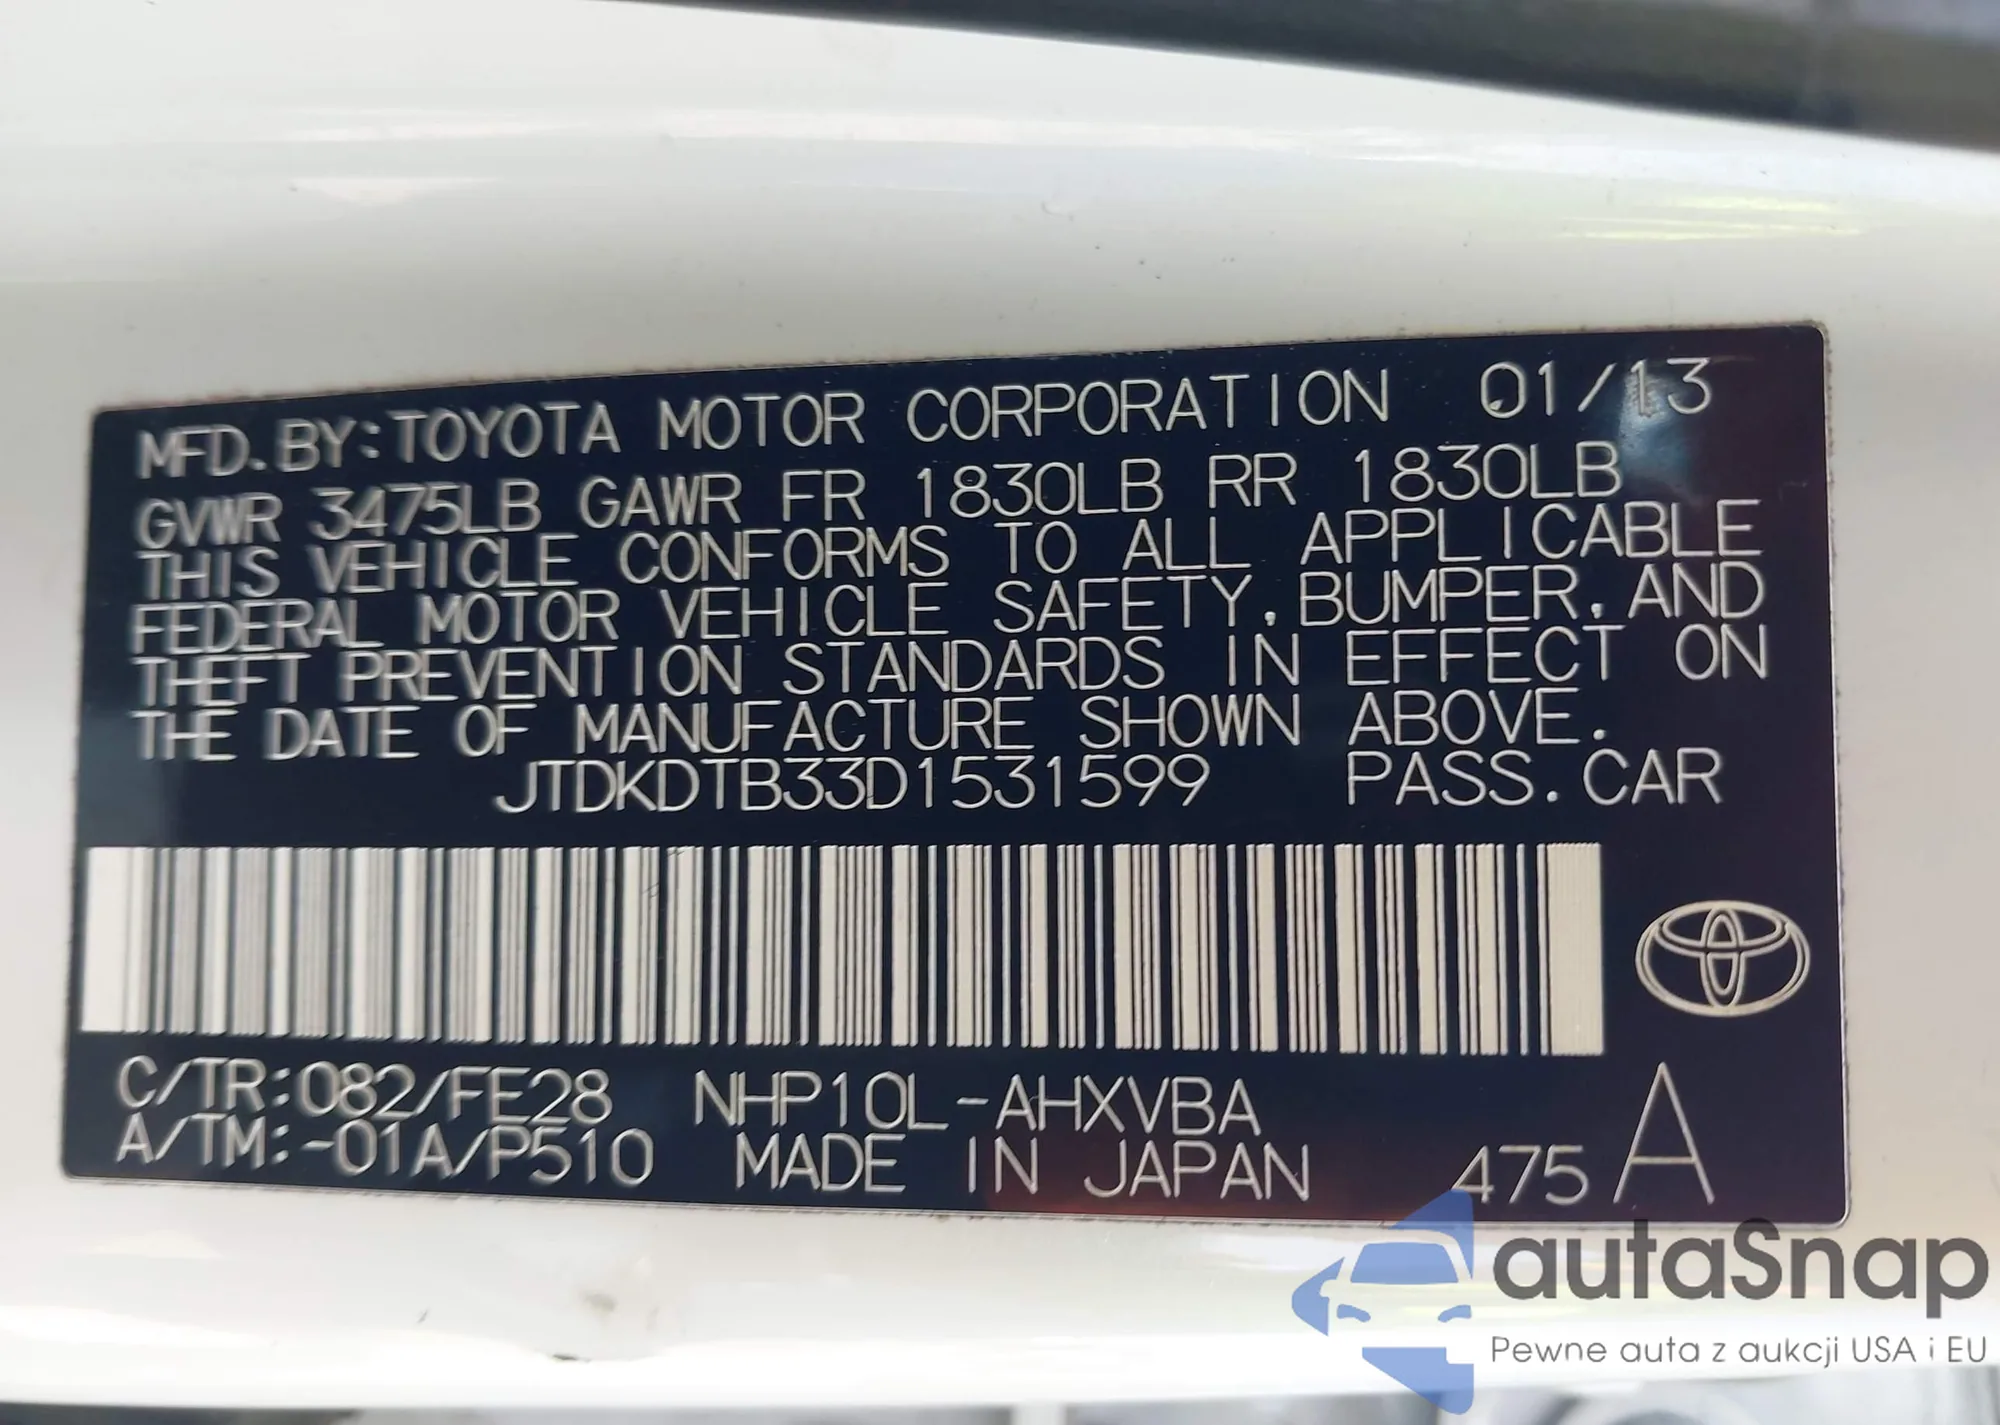 MFD.BY:TOYOTA MOTOR CORPORATION 01/13
GVWR 3475LB GAWR FR 1830LB RR 1830LB
THIS VEHICLE CONFORMS TO ALL APPLICABLE
FEDERAL MOTOR VEHICLE SAFETY,BUMPER,AND
THEFT PREVENTION STANDARDS IN EFFECT ON
THE DATE OF MANUFACTURE SHOWN ABOVE.
JTDKDTB33D1531599 PASS.CAR
C/TR:082/FE28 NHP10L-AHXVBA
A/TM:-01A/P510 MADE IN JAPAN 475 A
autaSnap
Pewne auta z aukcji USA i EU